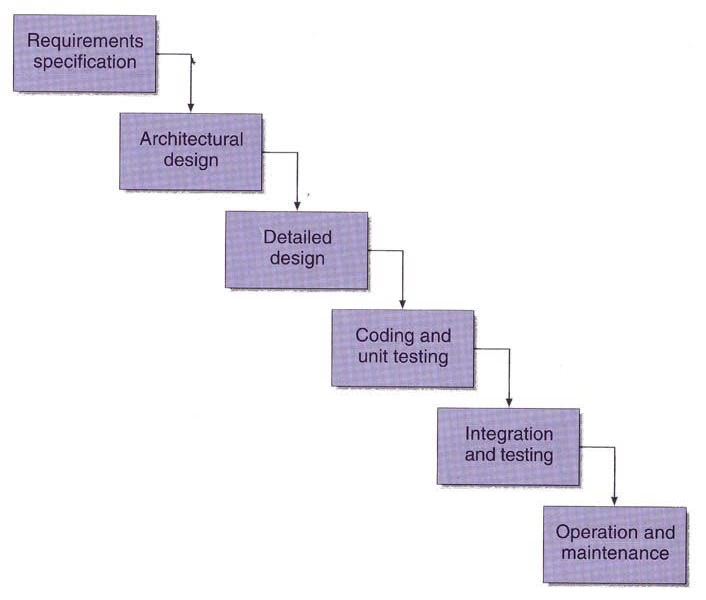 Requirements
specification
Architectural
design
Detailed
design
Coding and
unit testing
Integration
and testing
Operation and
maintenance